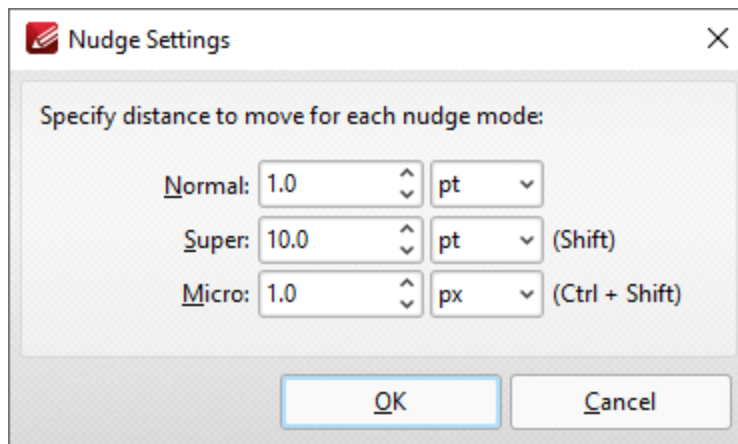 Nudge Settings
Specify distance to move for each nudge mode:
Normal: 1.0 pt
Super: 10.0 pt (Shift)
Micro: 1.0 px (Ctrl + Shift)
OK Cancel